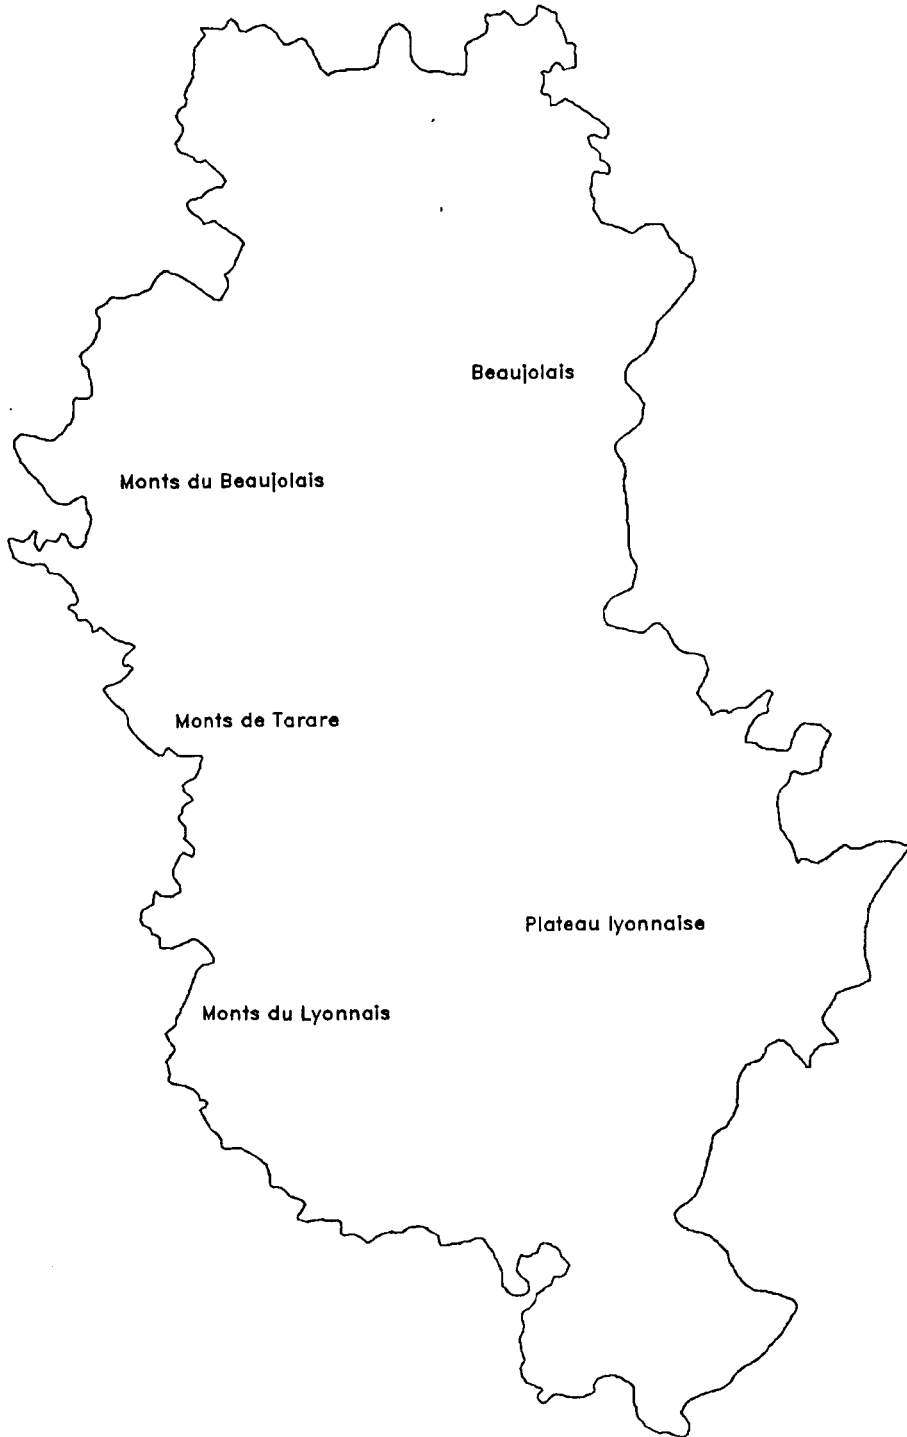 Beaujolais
Monts du Beaujolais
Monts de Tarare
Plateau lyonnaise
Monts du Lyonnais